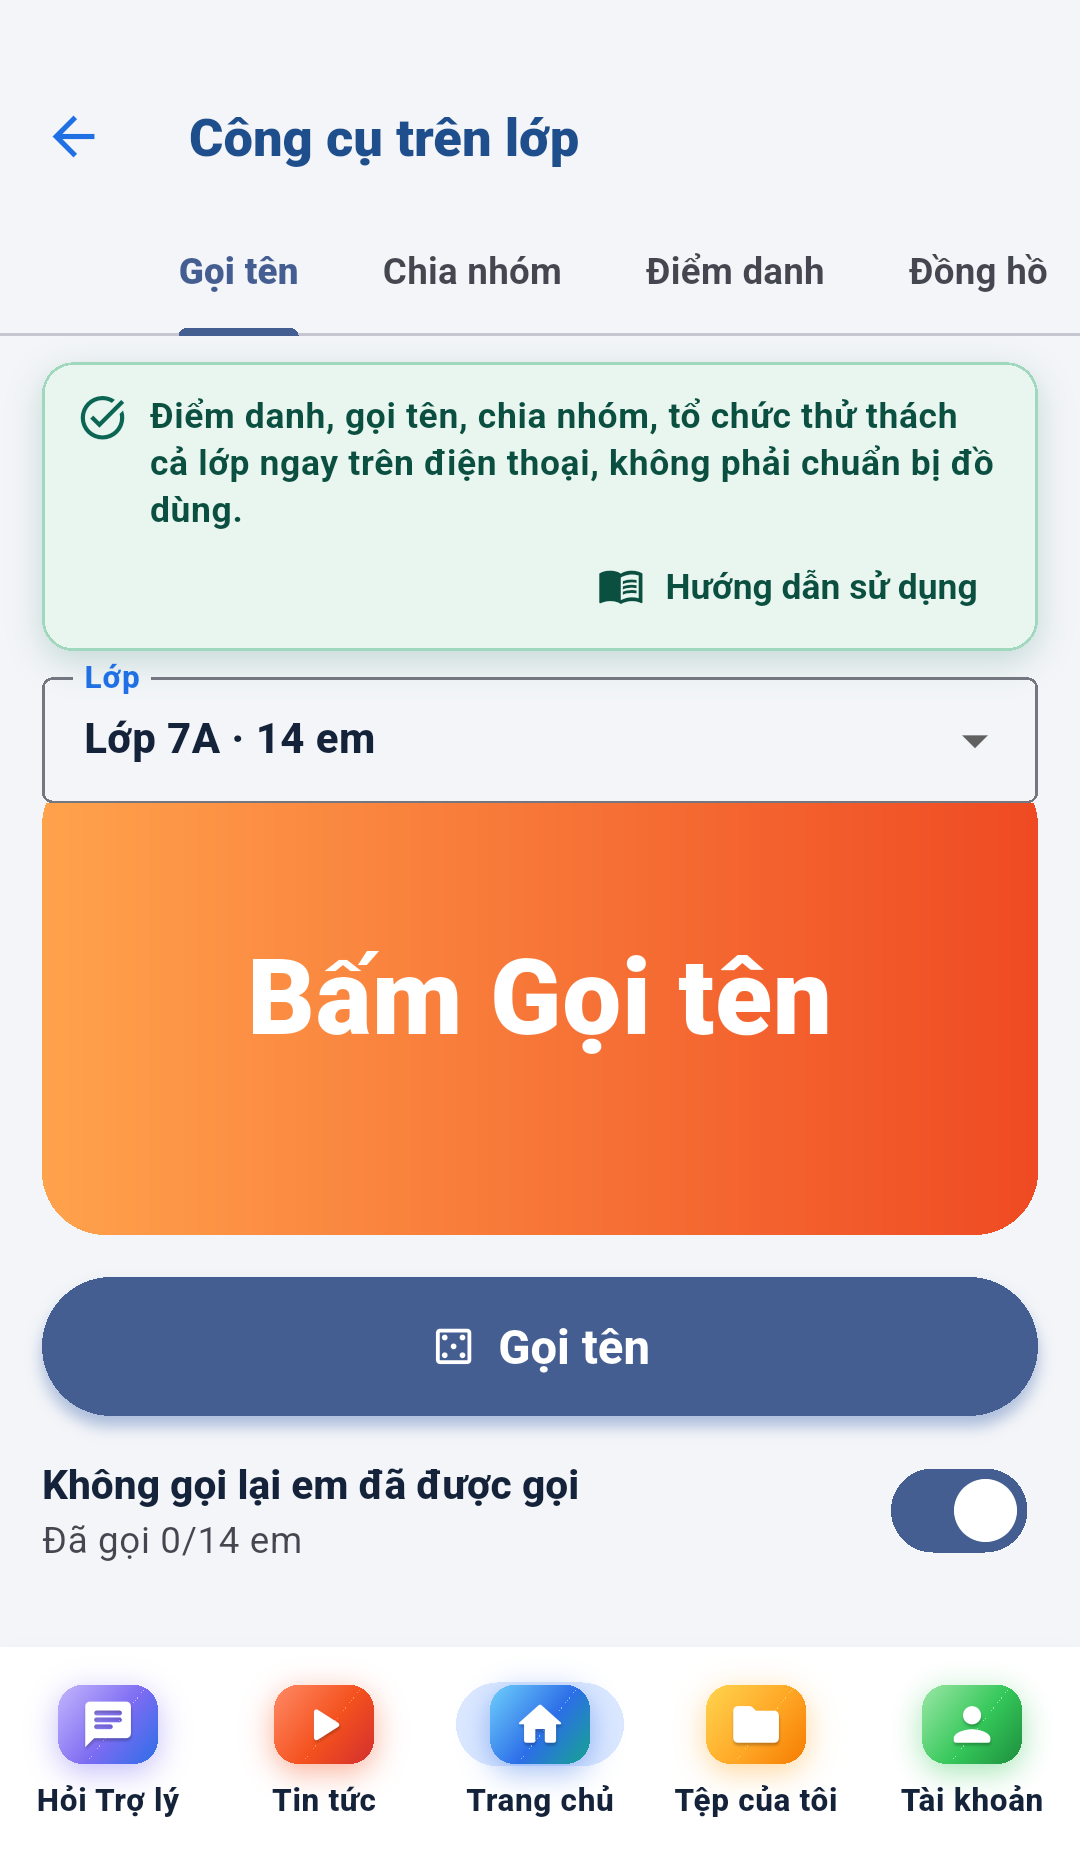 Công cụ trên lớp
Gọi tên
Chia nhóm
Điểm danh
Đồng hồ
Điểm danh, gọi tên, chia nhóm, tổ chức thử thách
cả lớp ngay trên điện thoại, không phải chuẩn bị đồ
dùng.
Hướng dẫn sử dụng
Lớp
Lớp 7A · 14 em
Bấm Gọi tên
Gọi tên
Không gọi lại em đã được gọi
Đã gọi 0/14 em
Hỏi Trợ lý
Tin tức
Trang chủ
Tệp của tôi
Tài khoản